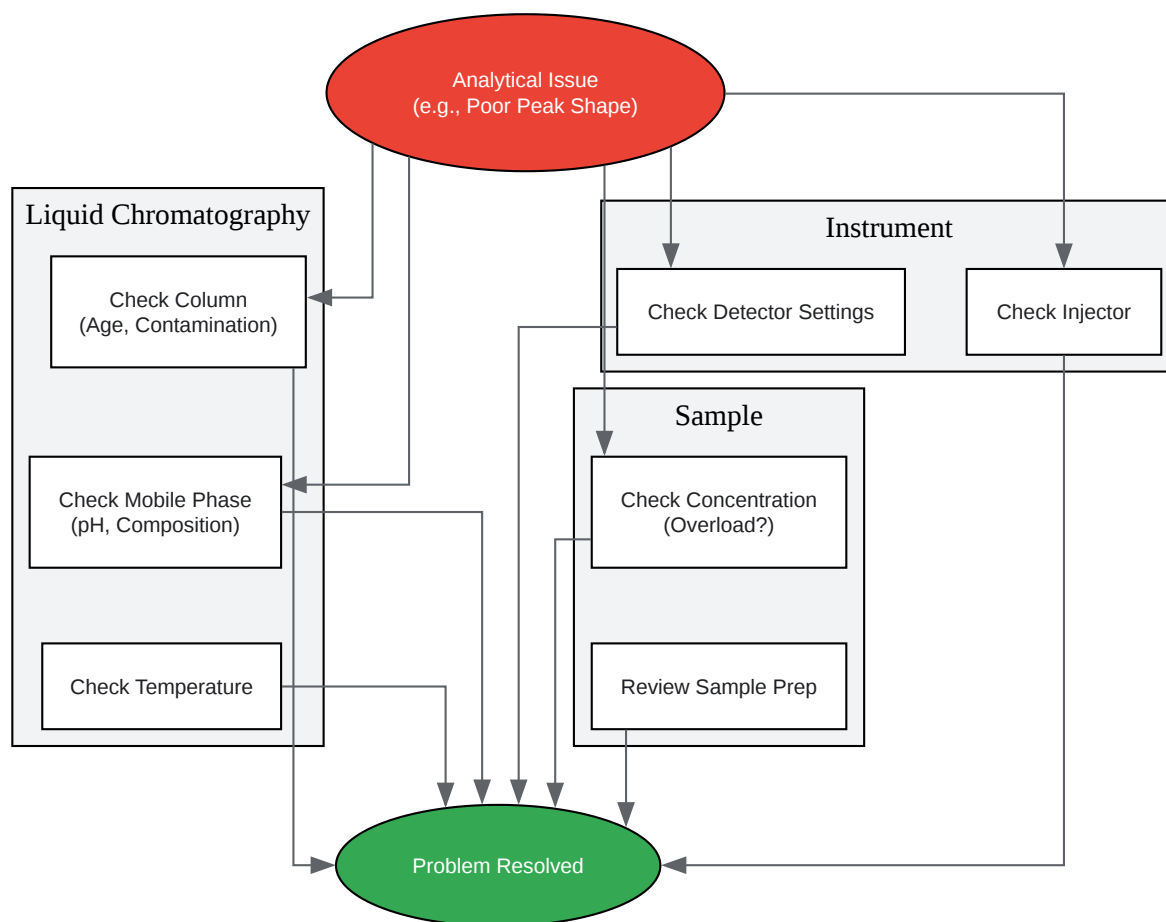 Analytical Issue
(e.g., Poor Peak Shape)
Liquid Chromatography
Check Column
(Age, Contamination)
Check Mobile Phase
(pH, Composition)
Check Temperature
Instrument
Check Detector Settings
Check Injector
Sample
Check Concentration
(Overload?)
Review Sample Prep
Problem Resolved